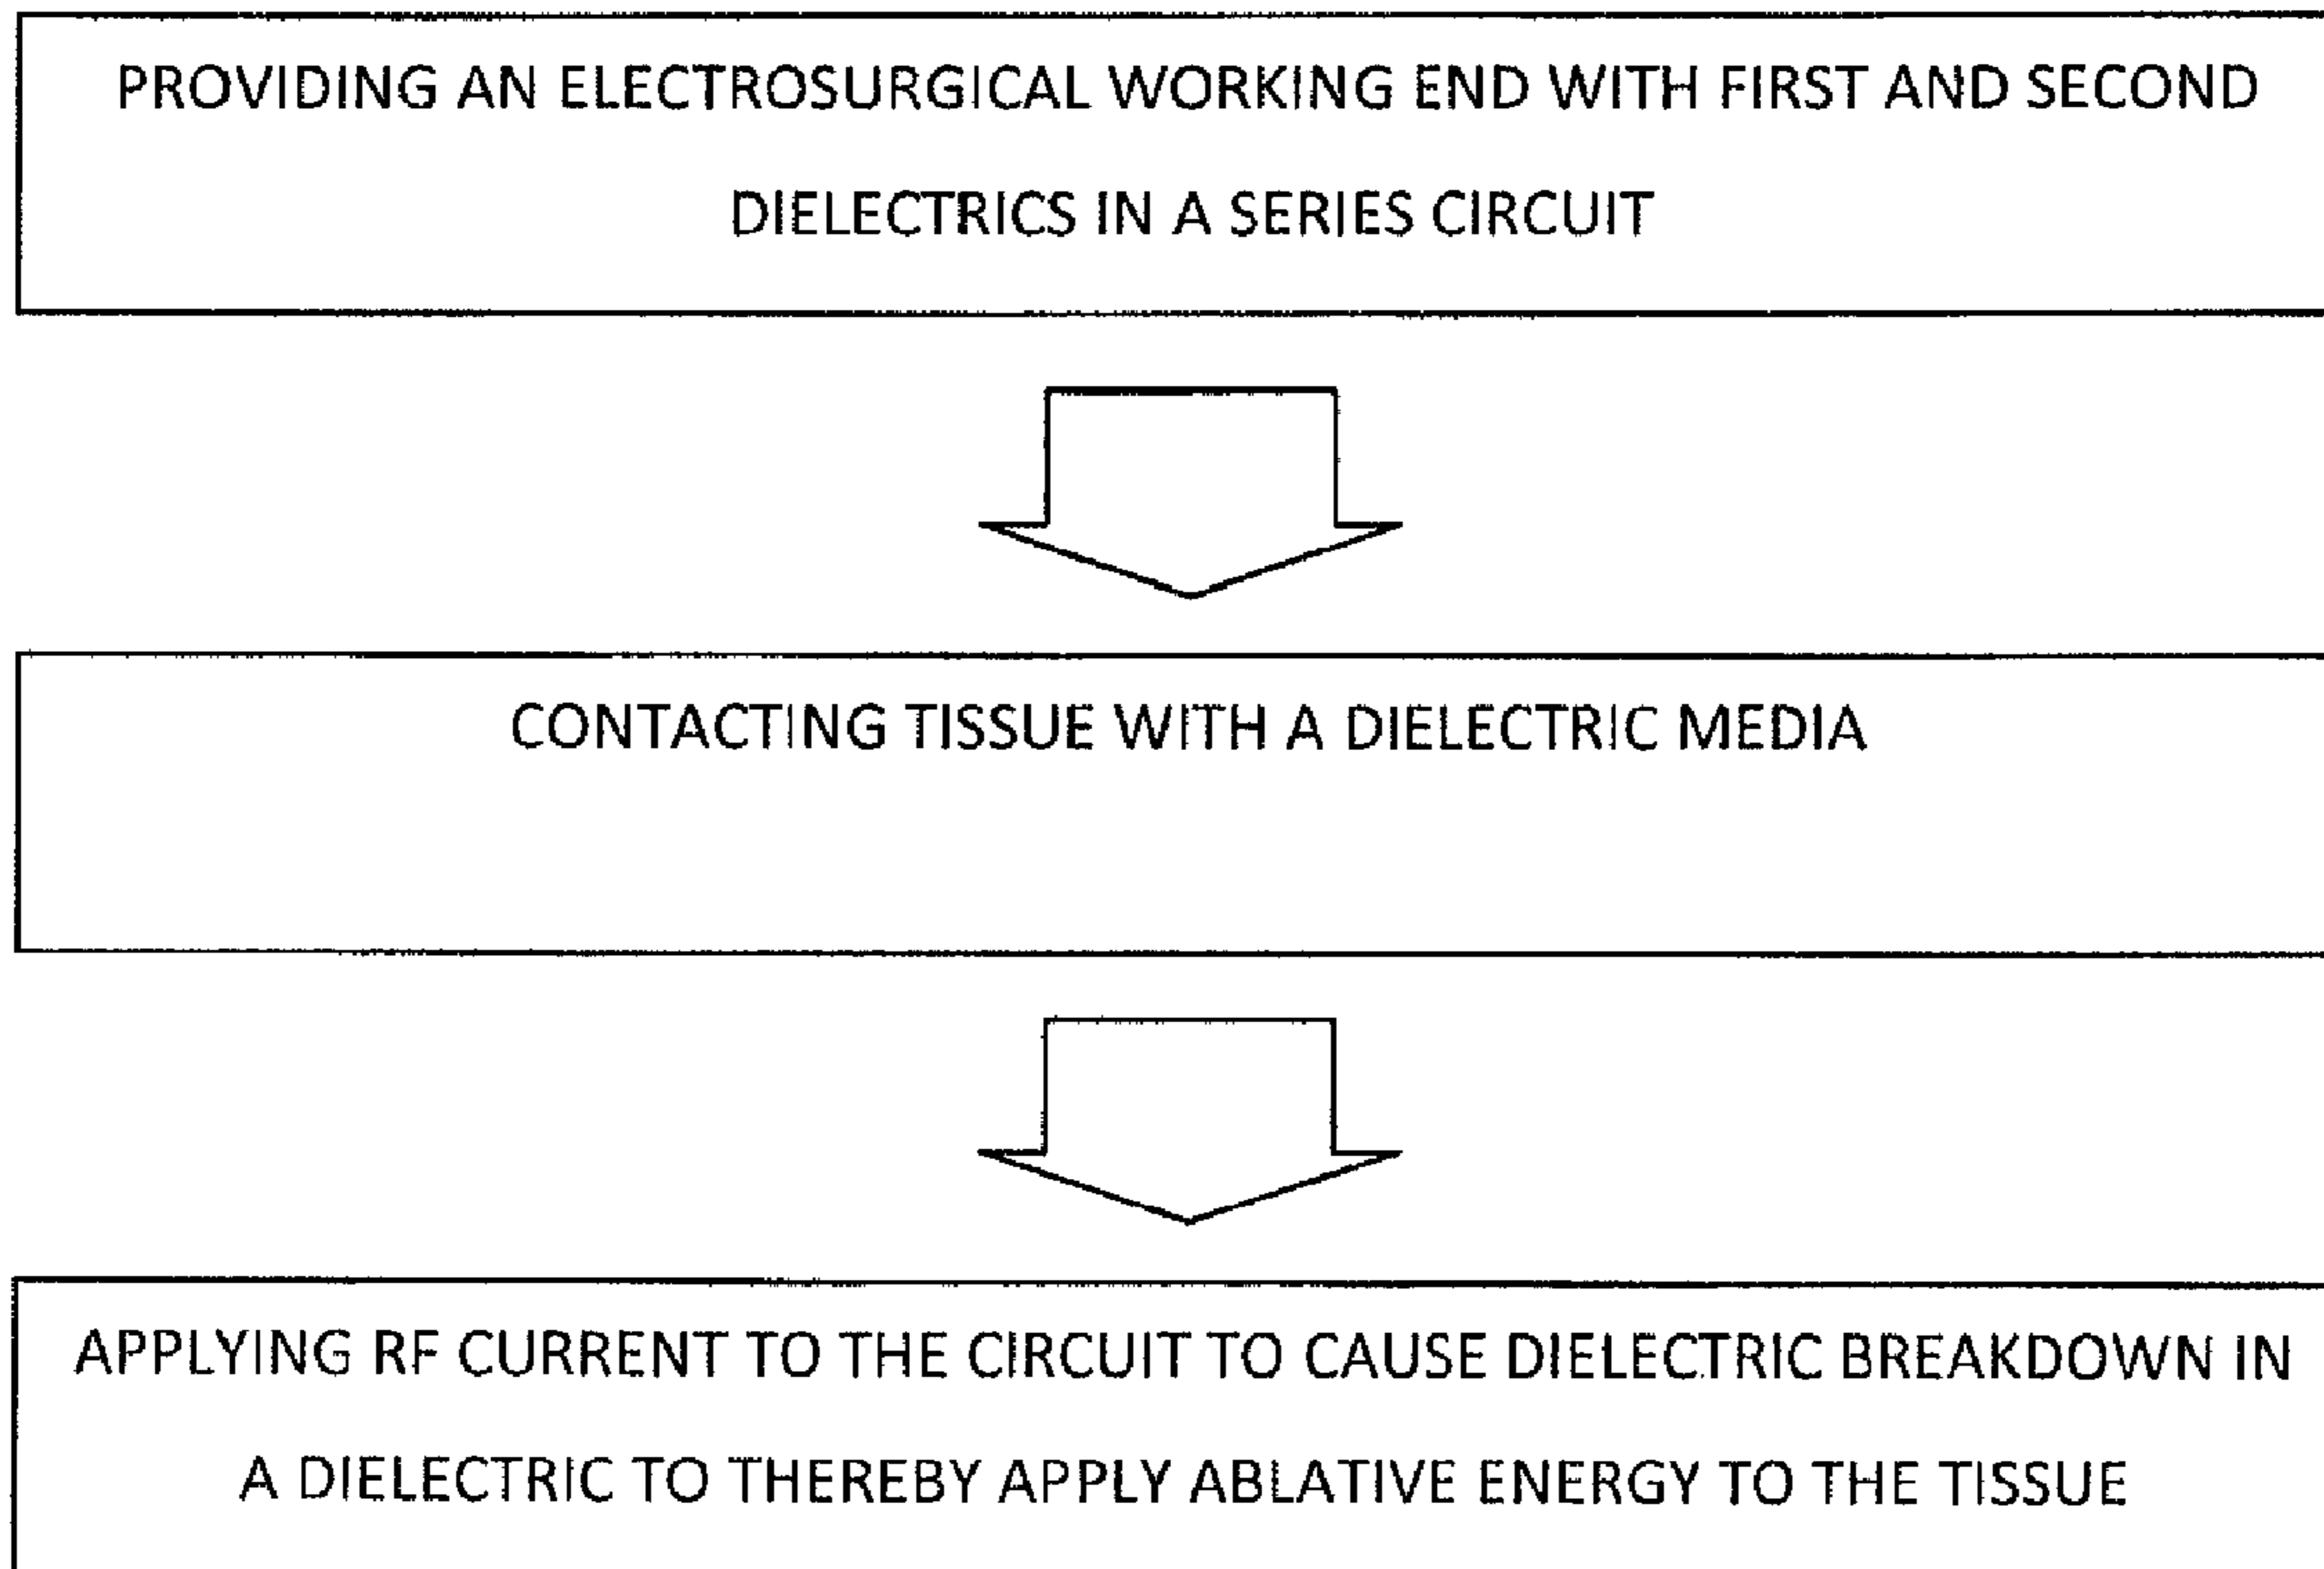 PROVIDING AN ELECTROSURGICAL WORKING END WITH FIRST AND SECOND
DIELECTRICS IN A SERIES CIRCUIT
CONTACTING TISSUE WITH A DIELECTRIC MEDIA
APPLYING RF CURRENT TO THE CIRCUIT TO CAUSE DIELECTRIC BREAKDOWN IN
A DIELECTRIC TO THEREBY APPLY ABLATIVE ENERGY TO THE TISSUE